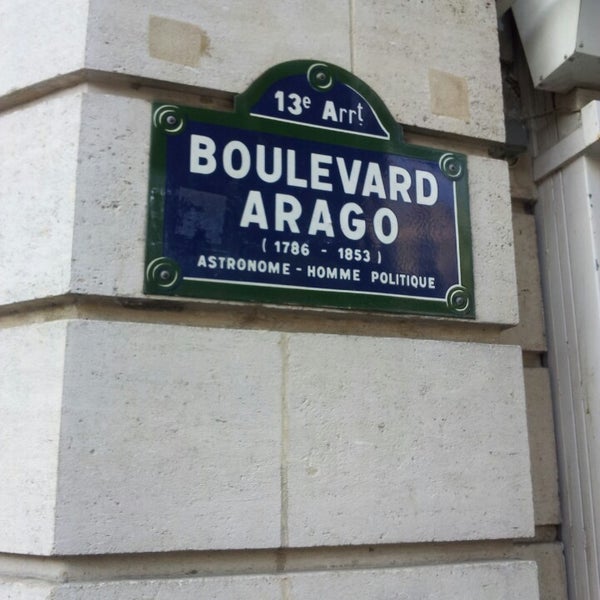 13e Arrt
BOULEVARD
ARAGO
( 1786 - 1853 )
ASTRONOME - HOMME POLITIQUE